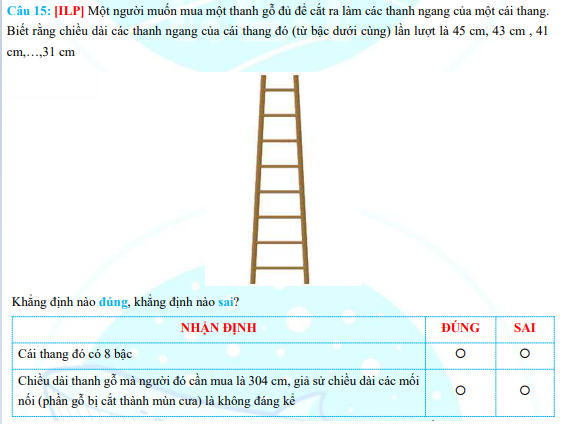 Câu 15: [ILP] Một người muốn mua một thanh gỗ đủ để cắt ra làm các thanh ngang của một cái thang.
Biết rằng chiều dài các thanh ngang của cái thang đó (từ bậc dưới cùng) lần lượt là 45 cm, 43 cm , 41
cm,…,31 cm
Khẳng định nào đúng, khẳng định nào sai?
NHẬN ĐỊNH ĐÚNG SAI
Cái thang đó có 8 bậc
Chiều dài thanh gỗ mà người đó cần mua là 304 cm, giả sử chiều dài các mối
nối (phần gỗ bị cắt thành mùn cưa) là không đáng kể